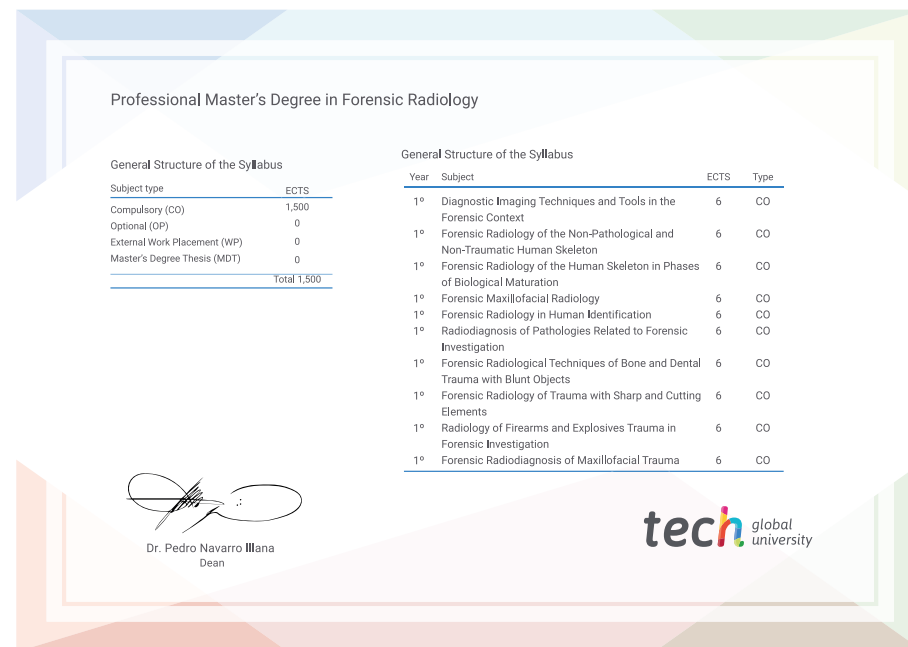 Professional Master's Degree in Forensic Radiology
General Structure of the Syllabus
Subject type ECTS
Compulsory (CO) 1,500
Optional (OP) 0
External Work Placement (WP) 0
Master's Degree Thesis (MDT) 0
Total 1,500
General Structure of the Syllabus
Year Subject ECTS Type
1º Diagnostic Imaging Techniques and Tools in the 6 CO
Forensic Context
1º Forensic Radiology of the Non-Pathological and 6 CO
Non-Traumatic Human Skeleton
1º Forensic Radiology of the Human Skeleton in Phases 6 CO
of Biological Maturation
1º Forensic Maxillofacial Radiology 6 CO
1º Forensic Radiology in Human Identification 6 CO
1º Radiodiagnosis of Pathologies Related to Forensic 6 CO
Investigation
1º Forensic Radiological Techniques of Bone and Dental 6 CO
Trauma with Blunt Objects
1º Forensic Radiology of Trauma with Sharp and Cutting 6 CO
Elements
1º Radiology of Firearms and Explosives Trauma in 6 CO
Forensic Investigation
1º Forensic Radiodiagnosis of Maxillofacial Trauma 6 CO
Dr. Pedro Navarro Illana
Dean
tech global
university